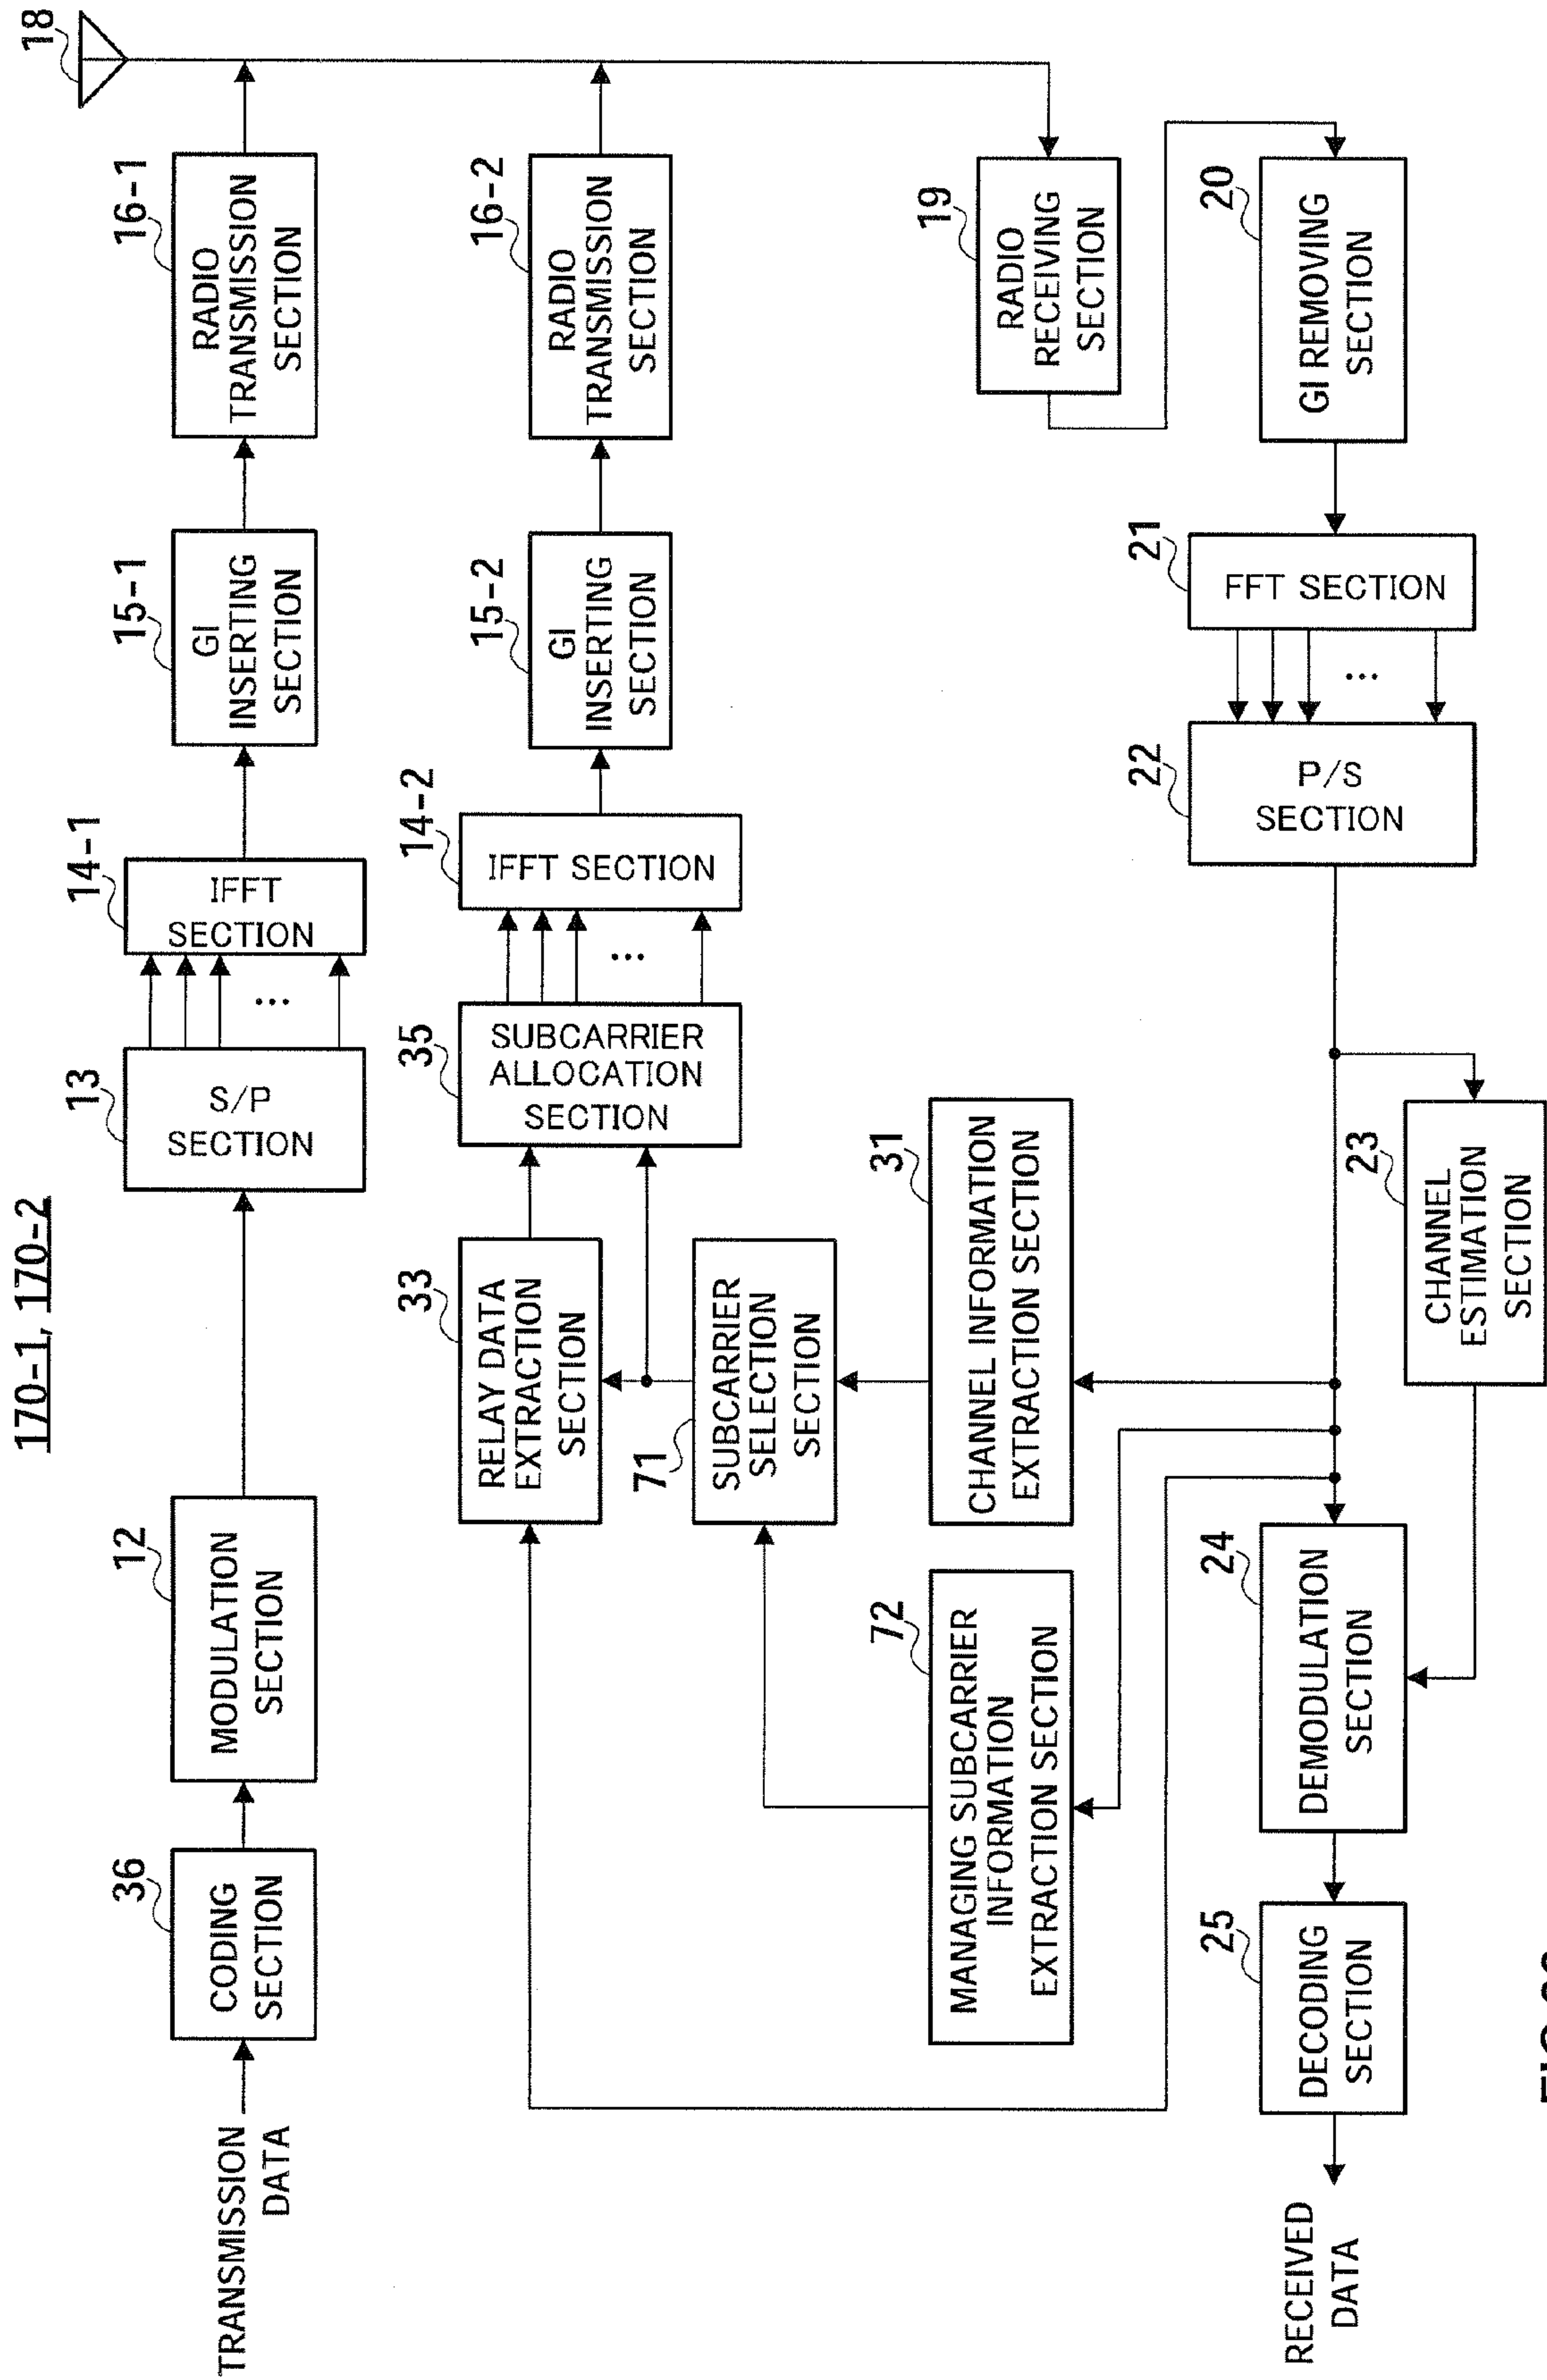 170-1, 170-2
TRANSMISSION
DATA
36
CODING
SECTION
12
MODULATION
SECTION
13
S/P
SECTION
...
14-1
IFFT
SECTION
15-1
GI
INSERTING
SECTION
16-1
RADIO
TRANSMISSION
SECTION
18
33
RELAY DATA
EXTRACTION
SECTION
35
SUBCARRIER
ALLOCATION
SECTION
...
14-2
IFFT SECTION
15-2
GI
INSERTING
SECTION
16-2
RADIO
TRANSMISSION
SECTION
71
SUBCARRIER
SELECTION
SECTION
72
MANAGING SUBCARRIER
INFORMATION
EXTRACTION SECTION
31
CHANNEL INFORMATION
EXTRACTION SECTION
19
RADIO
RECEIVING
SECTION
RECEIVED
DATA
25
DECODING
SECTION
24
DEMODULATION
SECTION
23
CHANNEL
ESTIMATION
SECTION
22
P/S
SECTION
...
21
FFT SECTION
20
GI REMOVING
SECTION